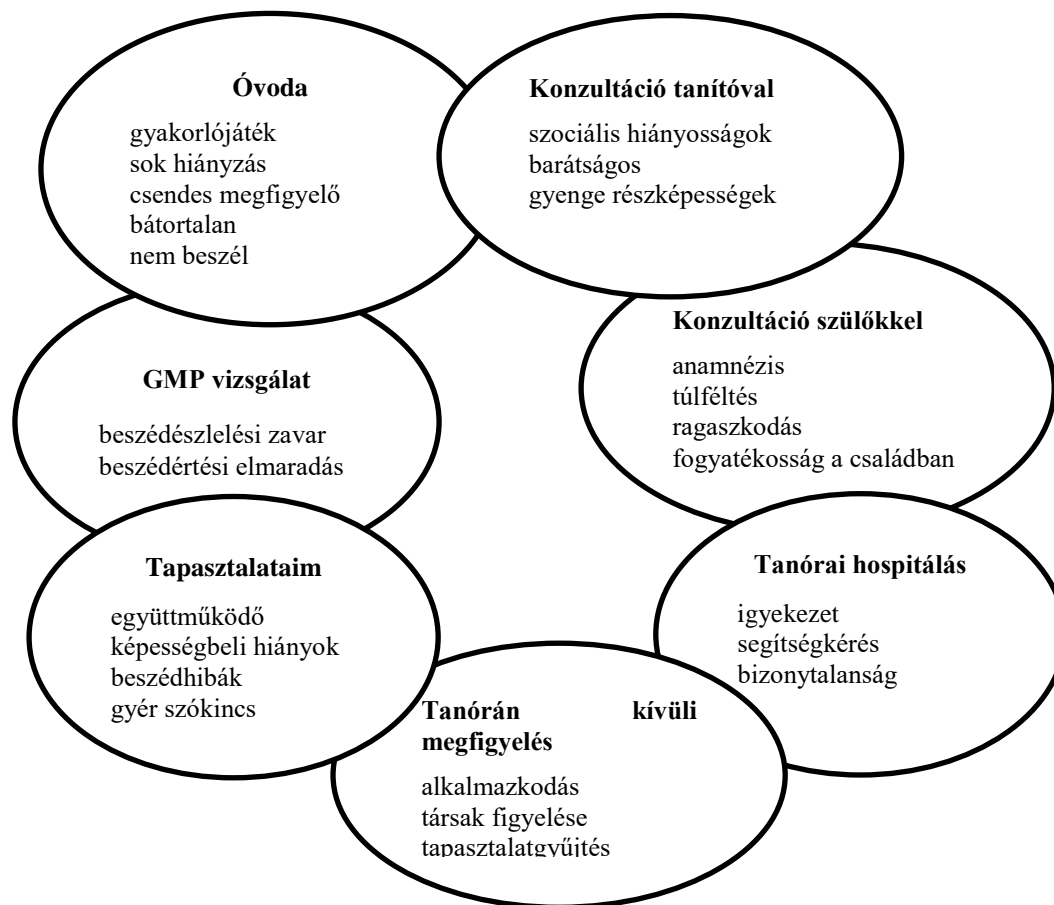 Óvoda
gyakorlójáték
sok hiányzás
csendes megfigyelő
bátortalan
nem beszél
Konzultáció tanítóval
szociális hiányosságok
barátságos
gyenge részképességek
Konzultáció szülőkkel
anamnézis
túlféltés
ragaszkodás
fogyatékosság a családban
GMP vizsgálat
beszédészlelési zavar
beszédértési elmaradás
Tapasztalataim
együttműködő
képességbeli hiányok
beszédhibák
gyér szókincs
Tanórai hospitálás
igyekezet
segítségkérés
bizonytalanság
Tanórán kívüli
megfigyelés
alkalmazkodás
társak figyelése
tapasztalatgyűjtés